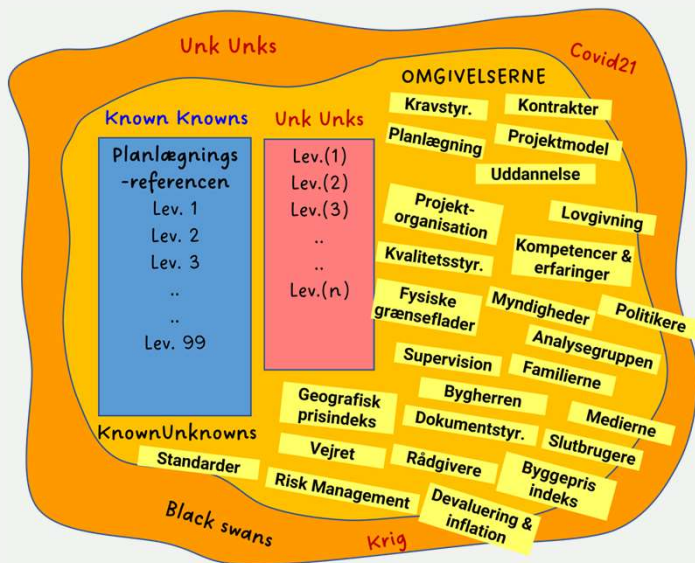 Unk Unks
Covid21
OMGIVELSERNE
Known Knowns
Unk Unks
Planlægnings
-referencen
Lev. 1
Lev. 2
Lev. 3
..
..
Lev. 99
Lev.(1)
Lev.(2)
Lev.(3)
..
..
Lev.(n)
Kravstyr.
Kontrakter
Planlægning
Projektmodel
Uddannelse
Projekt-
organisation
Lovgivning
Kvalitetsstyr.
Kompetencer &
erfaringer
Fysiske
grænseflader
Myndigheder
Politikere
Analysegruppen
Supervision
Familierne
Geografisk
prisindeks
Bygherren
Medierne
Dokumentstyr.
Slutbrugere
KnownUnknowns
Standarder
Vejret
Rådgivere
Byggepris
indeks
Risk Management
Devaluering &
inflation
Black swans
Krig